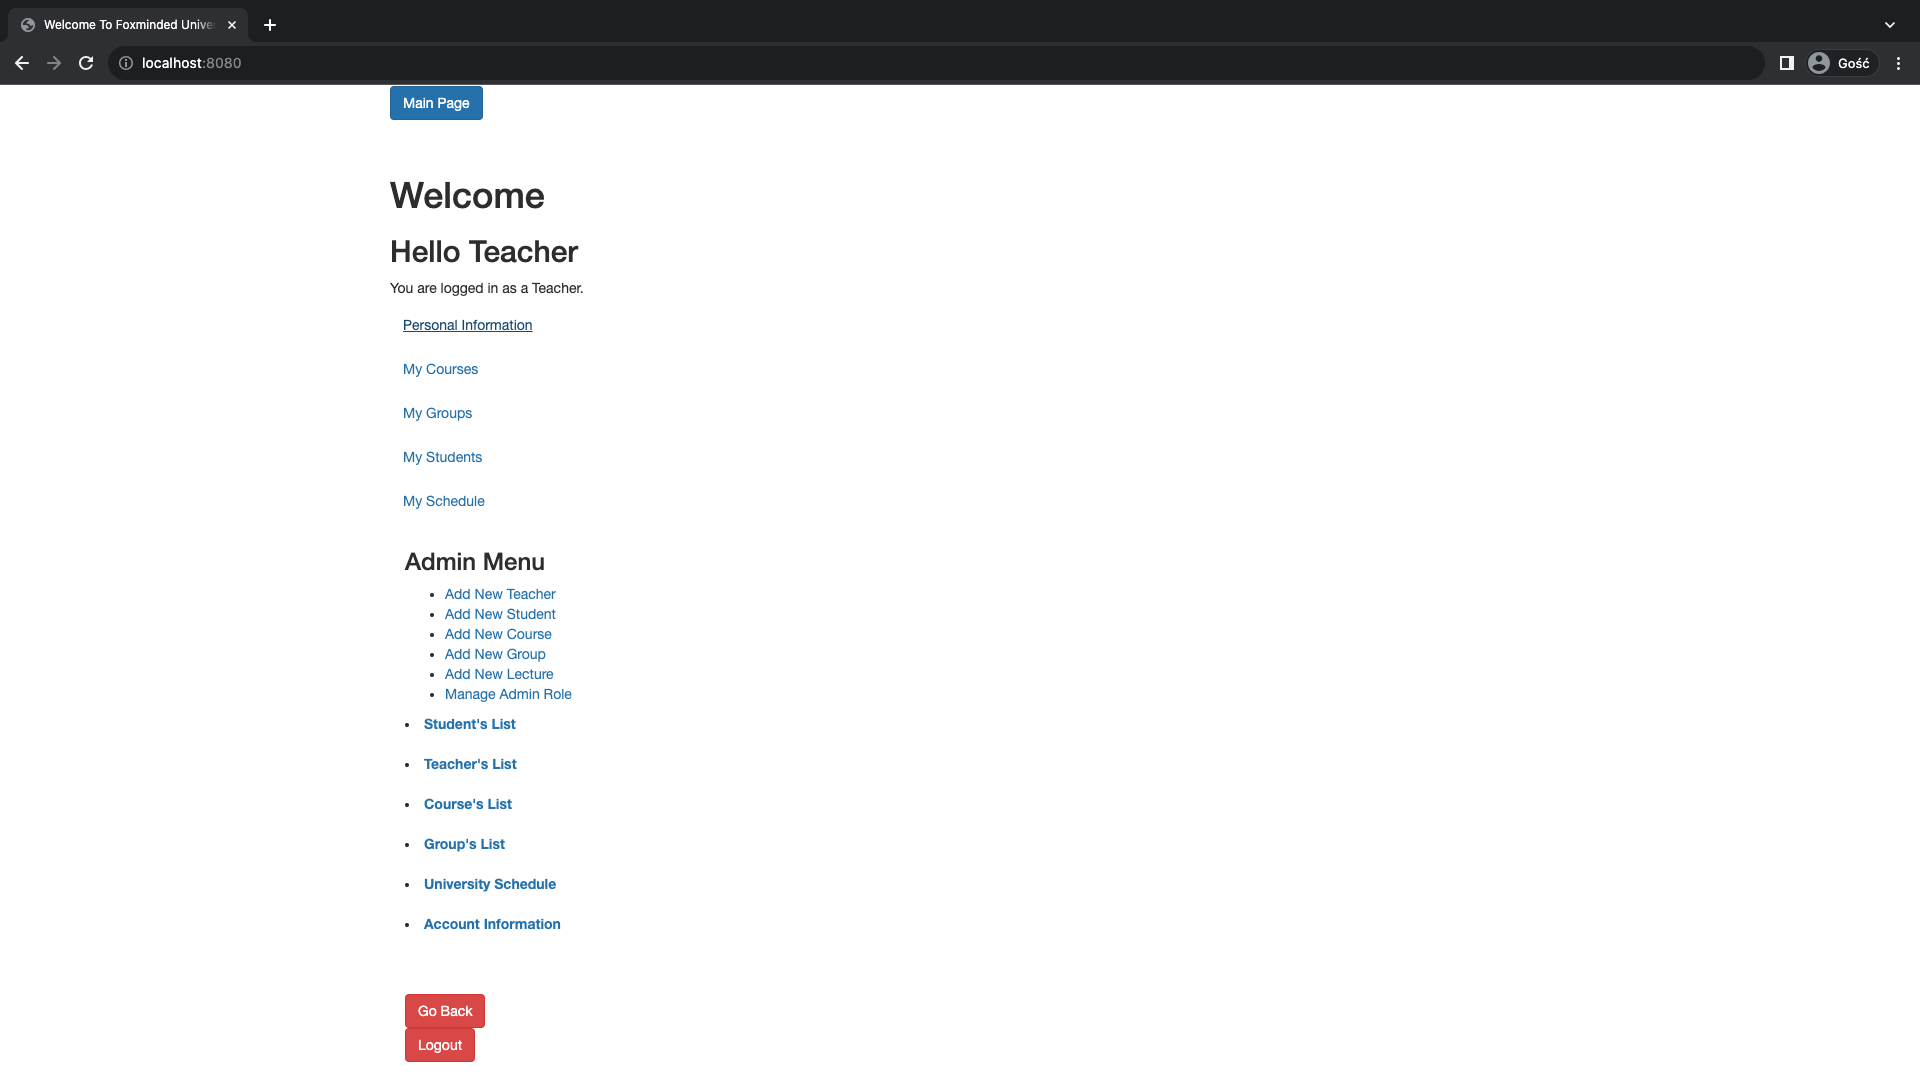 Welcome To Foxminded Unive
localhost:8080
Gość
Main Page
Welcome
Hello Teacher
You are logged in as a Teacher.
Personal Information
My Courses
My Groups
My Students
My Schedule
Admin Menu
Add New Teacher
Add New Student
Add New Course
Add New Group
Add New Lecture
Manage Admin Role
Student's List
Teacher's List
Course's List
Group's List
University Schedule
Account Information
Go Back
Logout